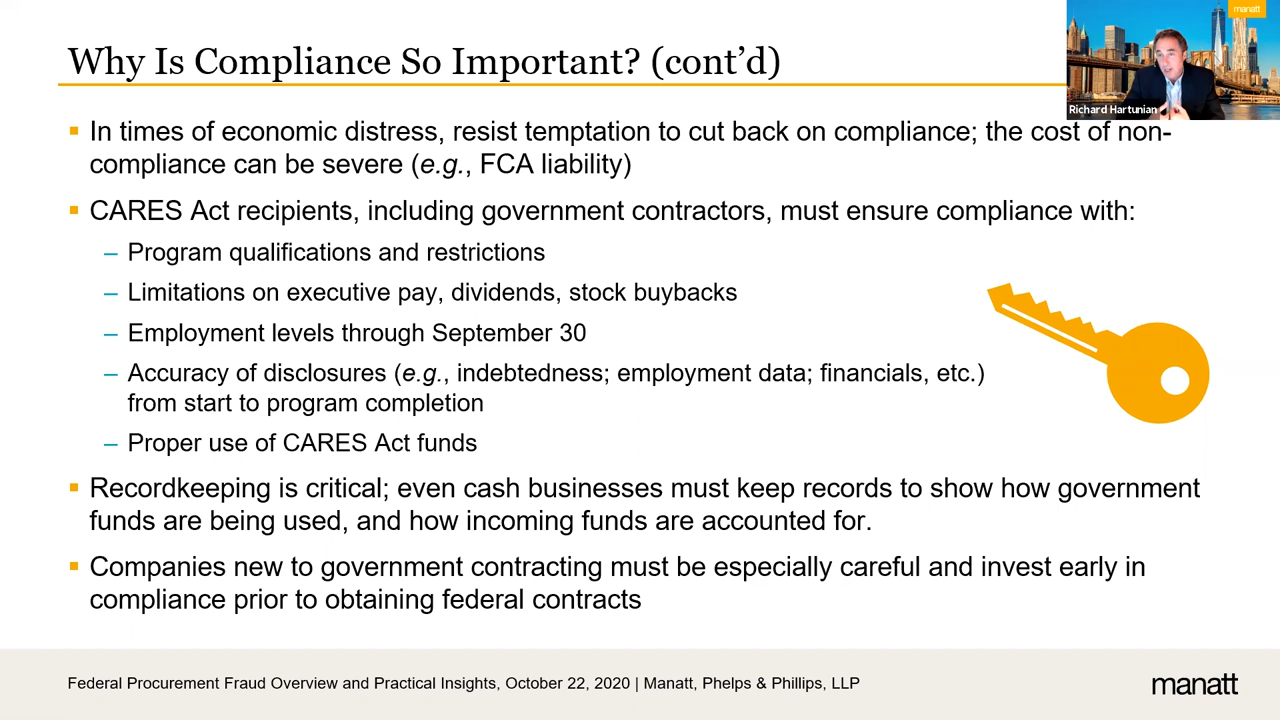 manatt
Why Is Compliance So Important? (cont’d)
Richard Hartunian
▪ In times of economic distress, resist temptation to cut back on compliance; the cost of non-
compliance can be severe (e.g., FCA liability)
▪ CARES Act recipients, including government contractors, must ensure compliance with:
– Program qualifications and restrictions
– Limitations on executive pay, dividends, stock buybacks
– Employment levels through September 30
– Accuracy of disclosures (e.g., indebtedness; employment data; financials, etc.)
from start to program completion
– Proper use of CARES Act funds
▪ Recordkeeping is critical; even cash businesses must keep records to show how government
funds are being used, and how incoming funds are accounted for.
▪ Companies new to government contracting must be especially careful and invest early in
compliance prior to obtaining federal contracts
Federal Procurement Fraud Overview and Practical Insights, October 22, 2020 | Manatt, Phelps & Phillips, LLP
manatt